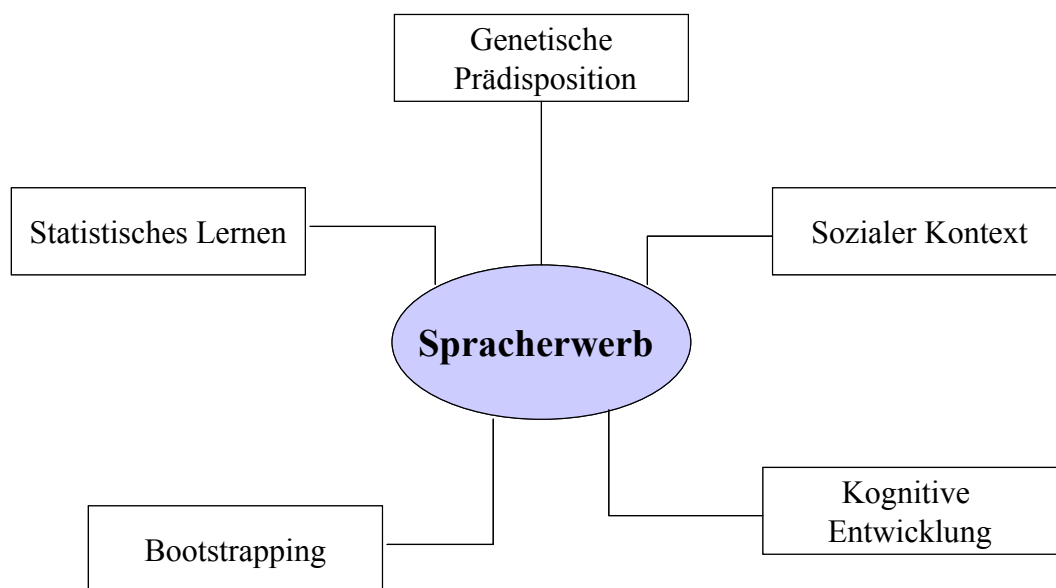 Genetische
Prädisposition
Statistisches Lernen
Sozialer Kontext
Spracherwerb
Kognitive
Entwicklung
Bootstrapping